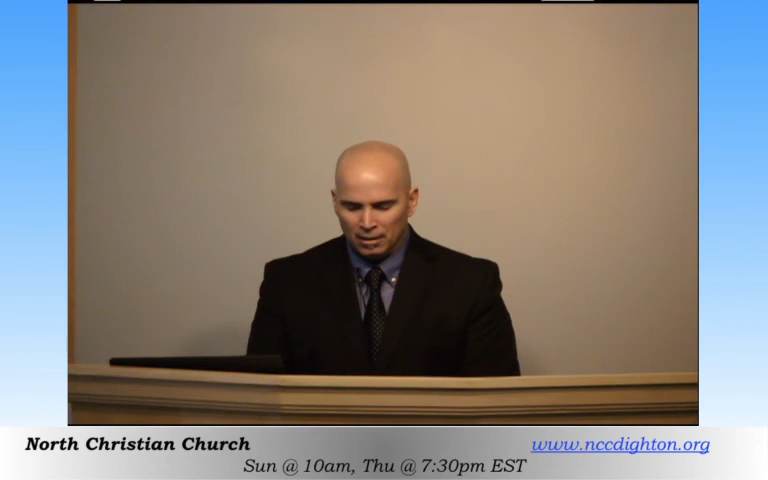 North Christian Church www.nccdighton.org
Sun @ 10am, Thu @ 7:30pm EST